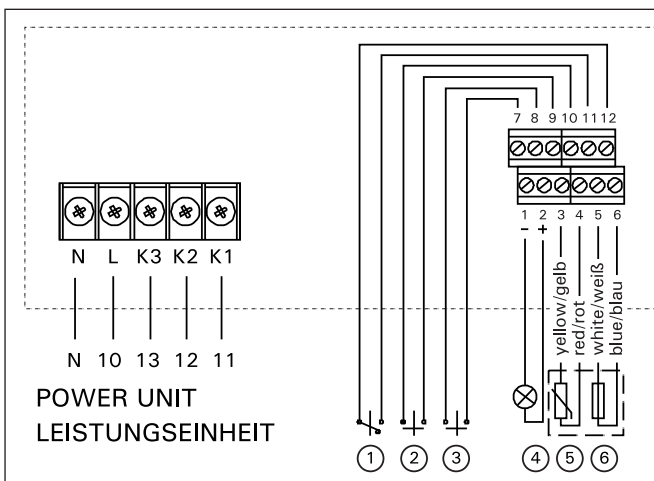 7 8 9 10 11 12
1 2 3 4 5 6
- +
yellow/gelb
red/rot
white/weiß
blue/blau
N L K3 K2 K1
N 10 13 12 11
POWER UNIT
LEISTUNGSEINHEIT
1 2 3 4 5 6